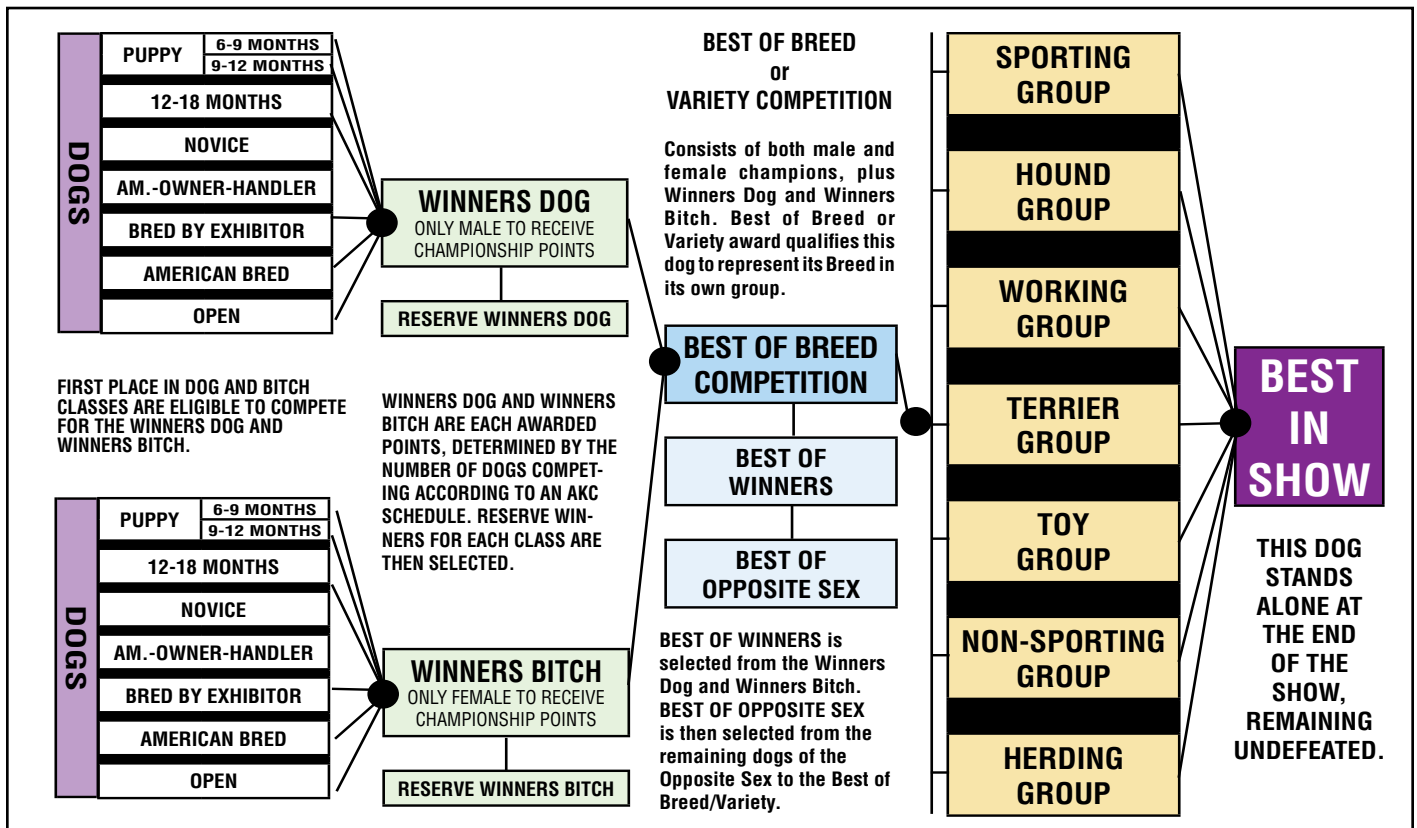 DOGS
PUPPY
6-9 MONTHS
9-12 MONTHS
12-18 MONTHS
NOVICE
AM.-OWNER-HANDLER
BRED BY EXHIBITOR
AMERICAN BRED
OPEN
WINNERS DOG
ONLY MALE TO RECEIVE
CHAMPIONSHIP POINTS
RESERVE WINNERS DOG
FIRST PLACE IN DOG AND BITCH
CLASSES ARE ELIGIBLE TO COMPETE
FOR THE WINNERS DOG AND
WINNERS BITCH.
WINNERS DOG AND WINNERS
BITCH ARE EACH AWARDED
POINTS, DETERMINED BY THE
NUMBER OF DOGS COMPET-
ING ACCORDING TO AN AKC
SCHEDULE. RESERVE WIN-
NERS FOR EACH CLASS ARE
THEN SELECTED.
DOGS
PUPPY
6-9 MONTHS
9-12 MONTHS
12-18 MONTHS
NOVICE
AM.-OWNER-HANDLER
BRED BY EXHIBITOR
AMERICAN BRED
OPEN
WINNERS BITCH
ONLY FEMALE TO RECEIVE
CHAMPIONSHIP POINTS
RESERVE WINNERS BITCH
BEST OF BREED
or
VARIETY COMPETITION
Consists of both male and
female champions, plus
Winners Dog and Winners
Bitch. Best of Breed or
Variety award qualifies this
dog to represent its Breed in
its own group.
BEST OF BREED
COMPETITION
BEST OF
WINNERS
BEST OF
OPPOSITE SEX
BEST OF WINNERS is
selected from the Winners
Dog and Winners Bitch.
BEST OF OPPOSITE SEX
is then selected from the
remaining dogs of the
Opposite Sex to the Best of
Breed/Variety.
SPORTING
GROUP
HOUND
GROUP
WORKING
GROUP
TERRIER
GROUP
TOY
GROUP
NON-SPORTING
GROUP
HERDING
GROUP
BEST
IN
SHOW
THIS DOG
STANDS
ALONE AT
THE END
OF THE
SHOW,
REMAINING
UNDEFEATED.